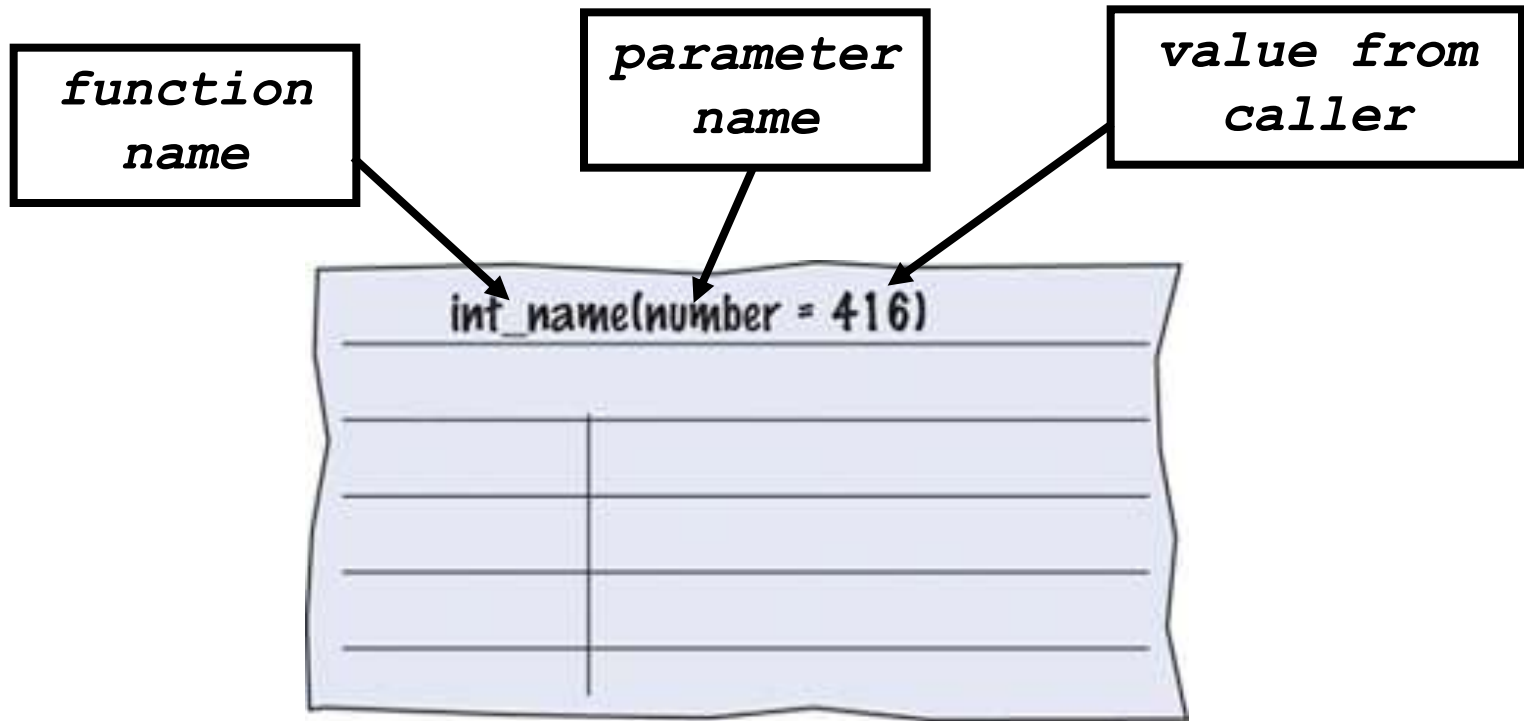 function
name
parameter
name
value from
caller
int_name(number = 416)